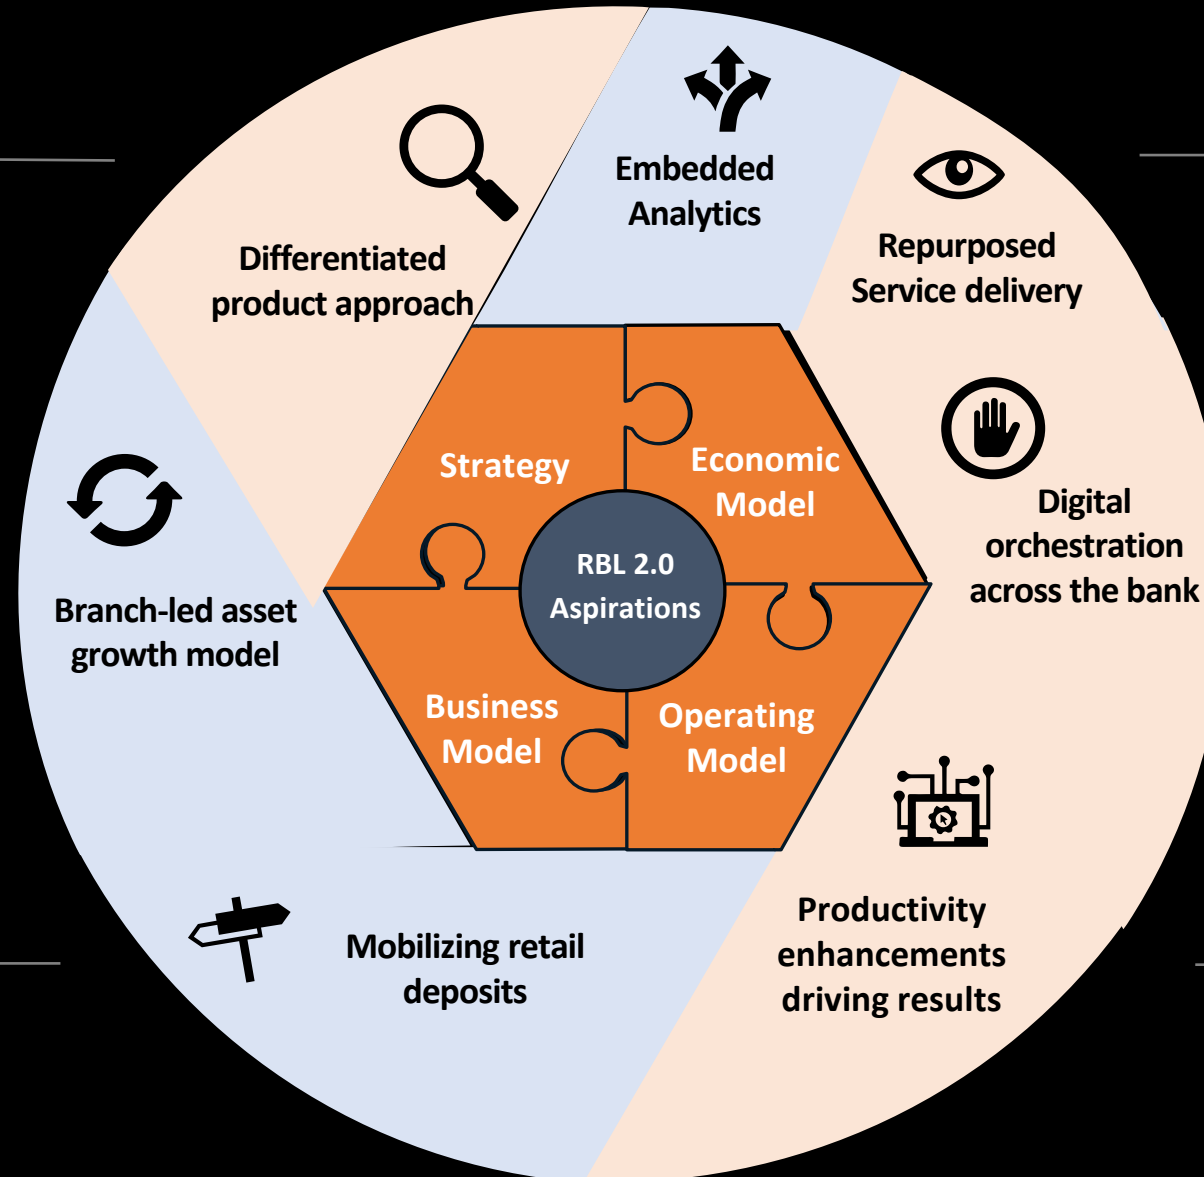 Embedded
Analytics
Differentiated
product approach
Repurposed
Service delivery
Strategy
Economic
Model
Digital
orchestration
across the bank
RBL 2.0
Aspirations
Branch-led asset
growth model
Business
Model
Operating
Model
Productivity
enhancements
driving results
Mobilizing retail
deposits